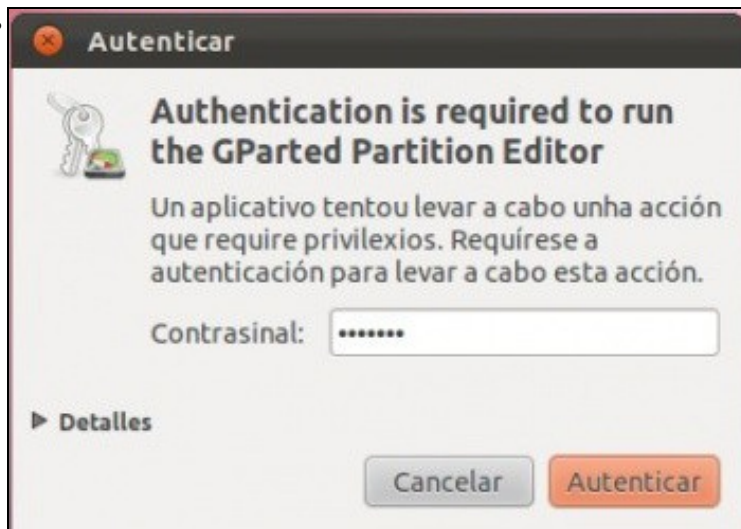 Autenticar
Authentication is required to run
the GParted Partition Editor
Un aplicativo tentou levar a cabo unha acción
que require privilexios. Requírese a
autenticación para levar a cabo esta acción.
Contrasinal: •••••••
Detalles
Cancelar Autenticar